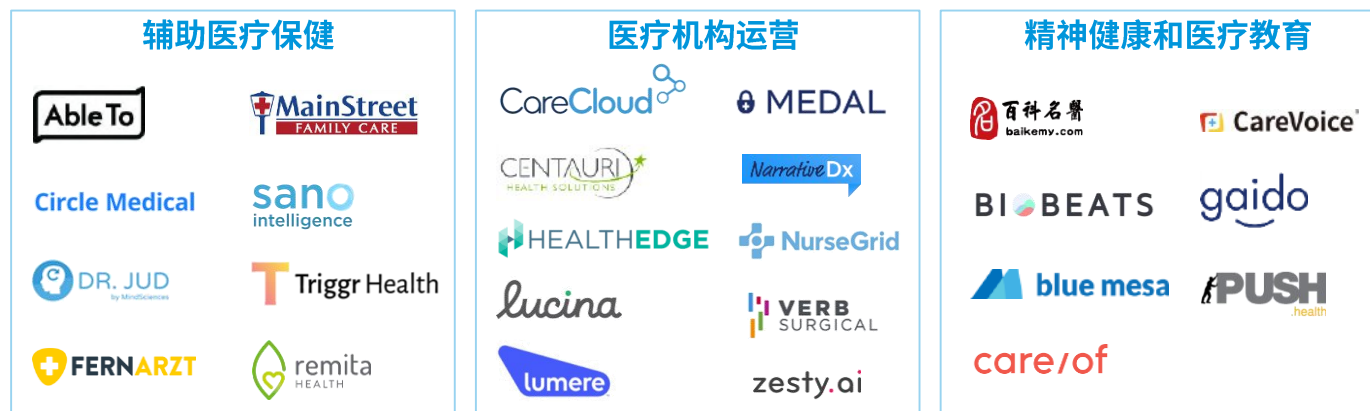 辅助医疗保健
AbleTo
MainStreet
FAMILY CARE
Circle Medical
sano
intelligence
DR. JUD
by MindSciences
Triggr Health
FERNARZT
remita
HEALTH
医疗机构运营
CareCloud
MEDAL
CENTAURI
HEALTH SOLUTIONS
NarrativeDx
HEALTHEDGE
NurseGrid
lucina
VERB
SURGICAL
lumere
zesty.ai
精神健康和医疗教育
百科名醫
baikemy.com
CareVoice
BIOBEATS
gaido
blue mesa
PUSH
.health
care/of